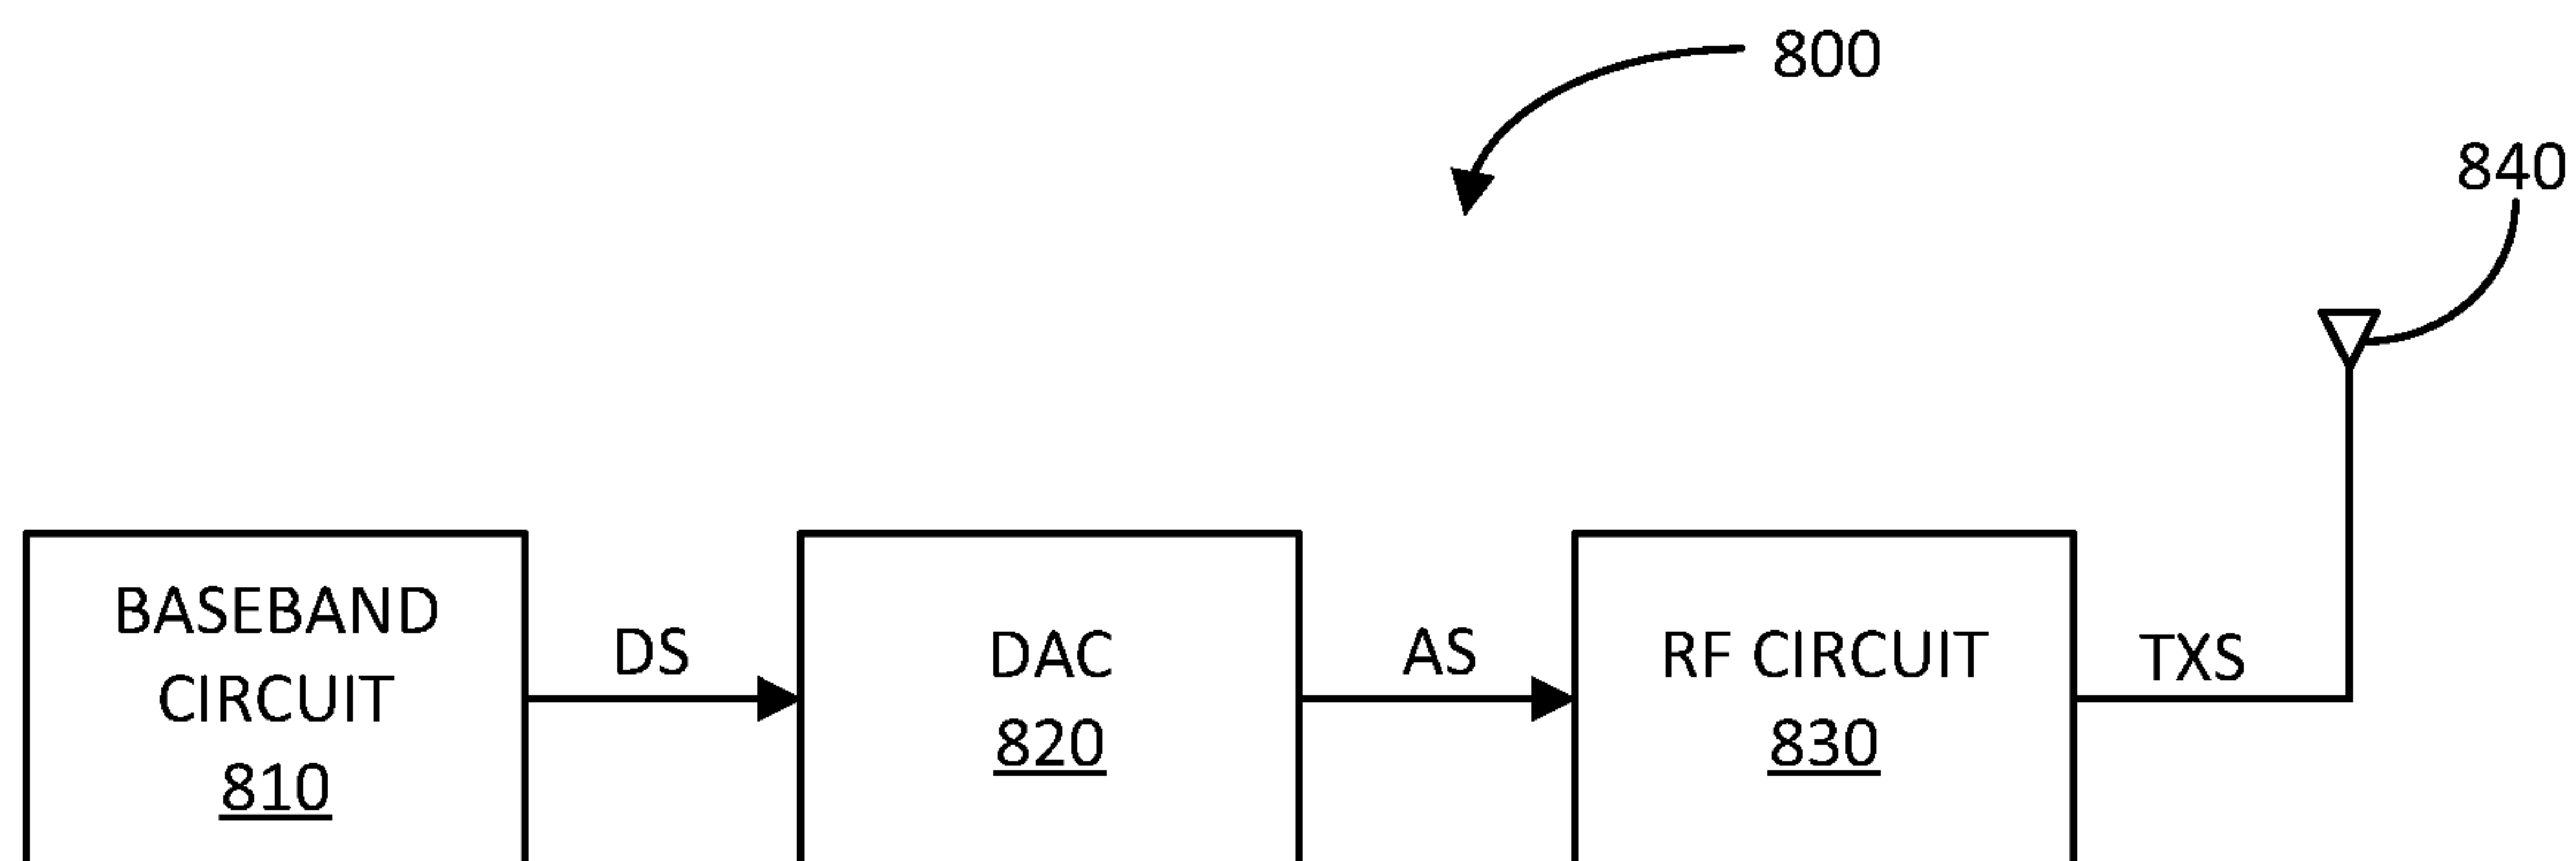 800
840
BASEBAND
CIRCUIT
810
DS
DAC
820
AS
RF CIRCUIT
830
TXS